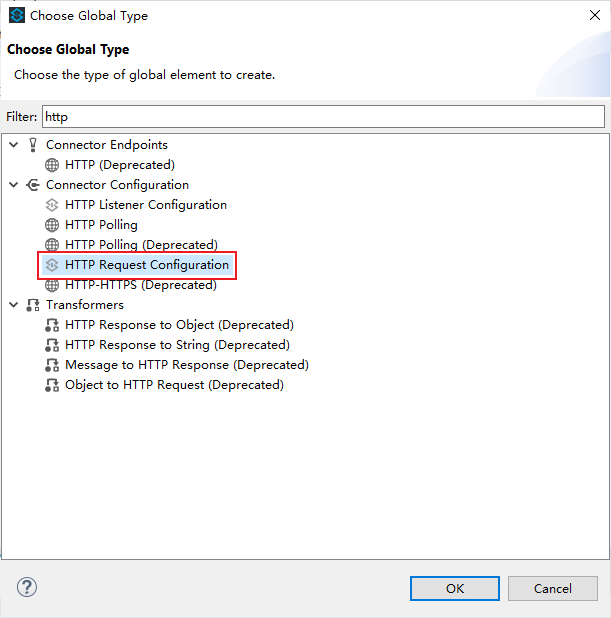 Choose Global Type
Choose Global Type
Choose the type of global element to create.
Filter: http
Connector Endpoints
HTTP (Deprecated)
Connector Configuration
HTTP Listener Configuration
HTTP Polling
HTTP Polling (Deprecated)
HTTP Request Configuration
HTTP-HTTPS (Deprecated)
Transformers
HTTP Response to Object (Deprecated)
HTTP Response to String (Deprecated)
Message to HTTP Response (Deprecated)
Object to HTTP Request (Deprecated)
? OK Cancel